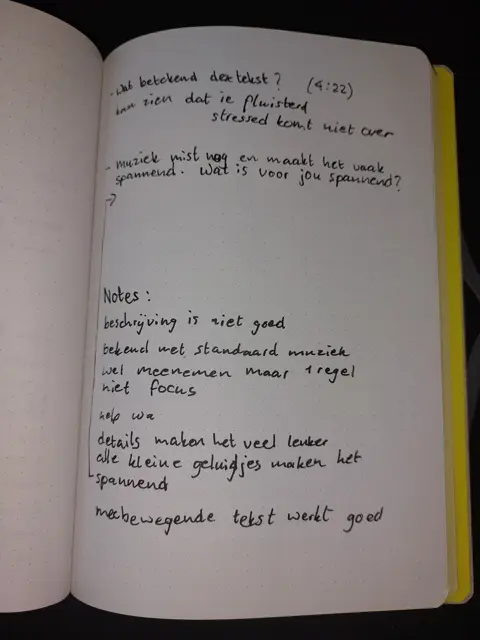 - wat betekend deze tekst? (4:22)
kan zien dat ie fluisterd
stressed komt niet over
- muziek mist nog en maakt het vaak
spannend. Wat is voor jou spannend?
→
Notes:
beschrijving is niet goed
bekend met standaard muziek
wel meenemen maar 1 regel
niet focus
help
details maken het veel leuker
alle kleine geluidjes maken het
spannend
meebewegende tekst werkt goed